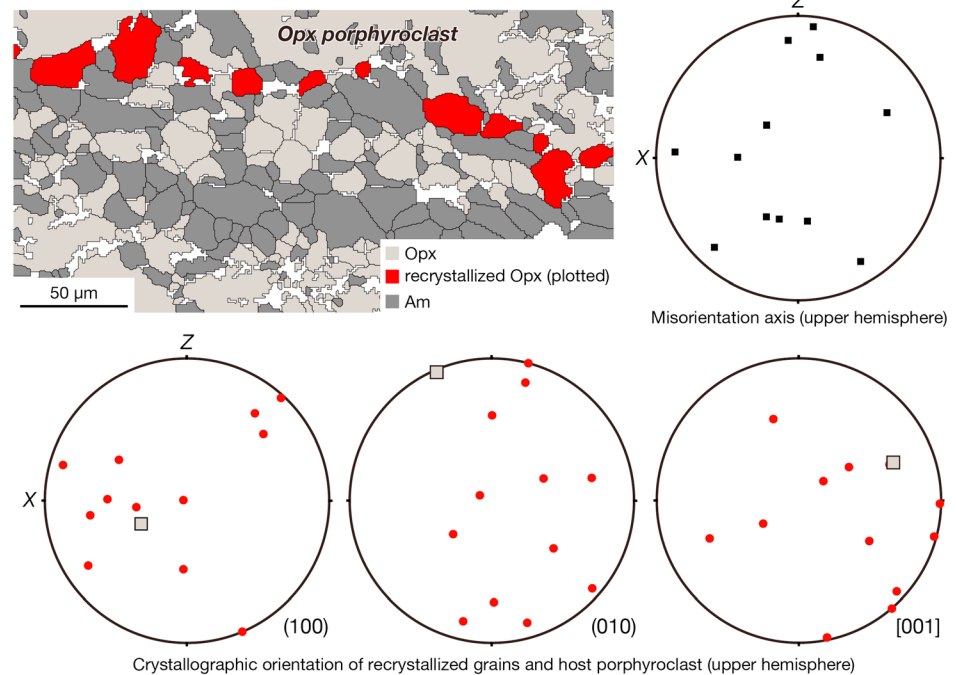 Opx porphyroclast
Opx
recrystallized Opx (plotted)
Am
50 µm
Z
X
Misorientation axis (upper hemisphere)
Z
X
(100)
(010)
[001]
Crystallographic orientation of recrystallized grains and host porphyroclast (upper hemisphere)